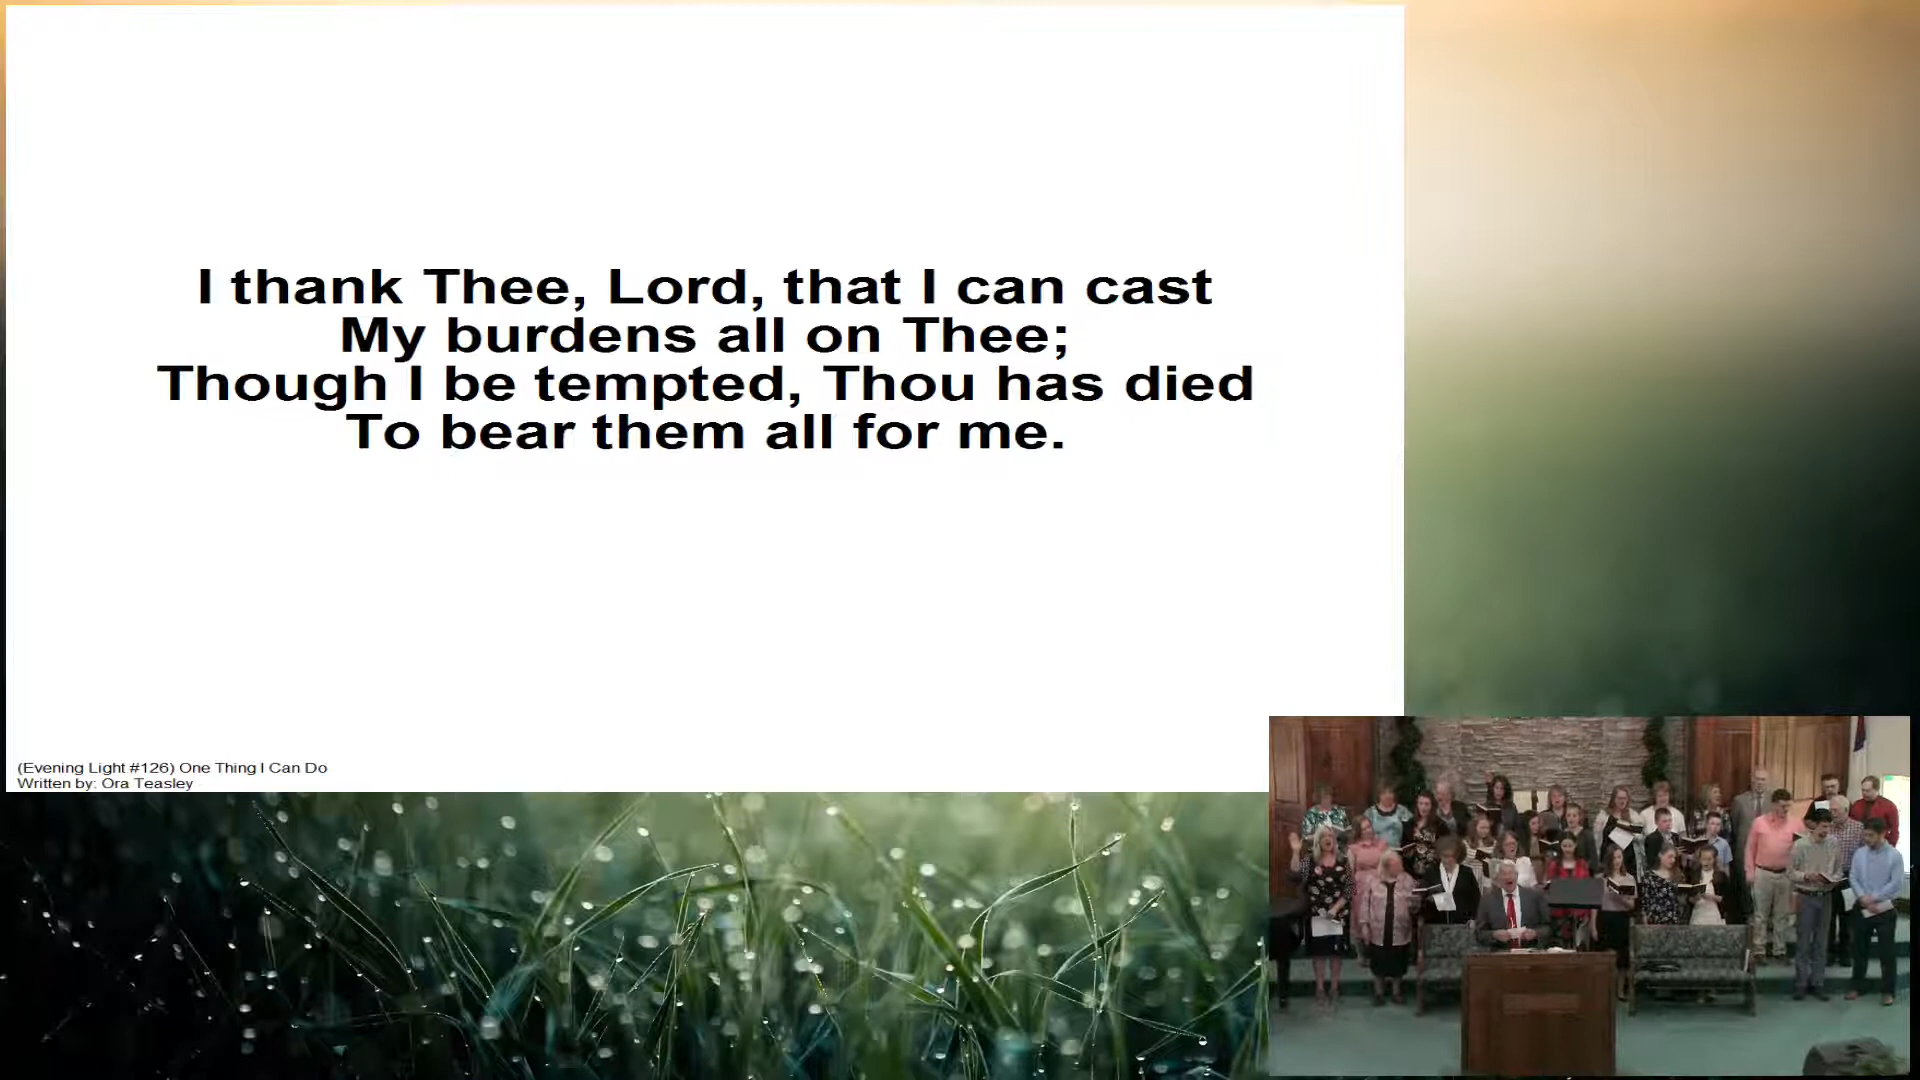 I thank Thee, Lord, that I can cast
My burdens all on Thee;
Though I be tempted, Thou has died
To bear them all for me.
(Evening Light #126) One Thing I Can Do
Written by: Ora Teasley